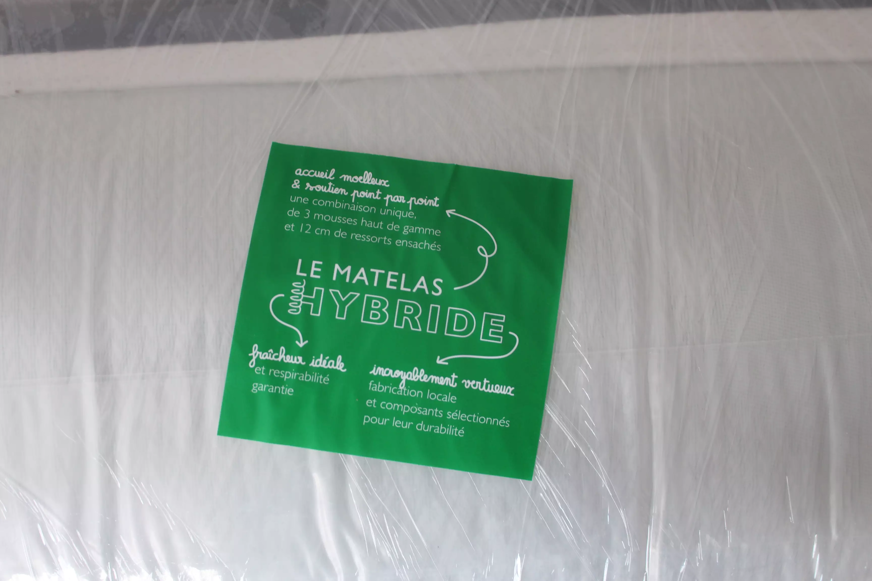 accueil moelleux
& soutien point par point
une combinaison unique,
de 3 mousses haut de gamme
et 12 cm de ressorts ensachés
LE MATELAS
HYBRIDE
fraîcheur idéale
et respirabilité
garantie
incroyablement vertueux
fabrication locale
et composants sélectionnés
pour leur durabilité